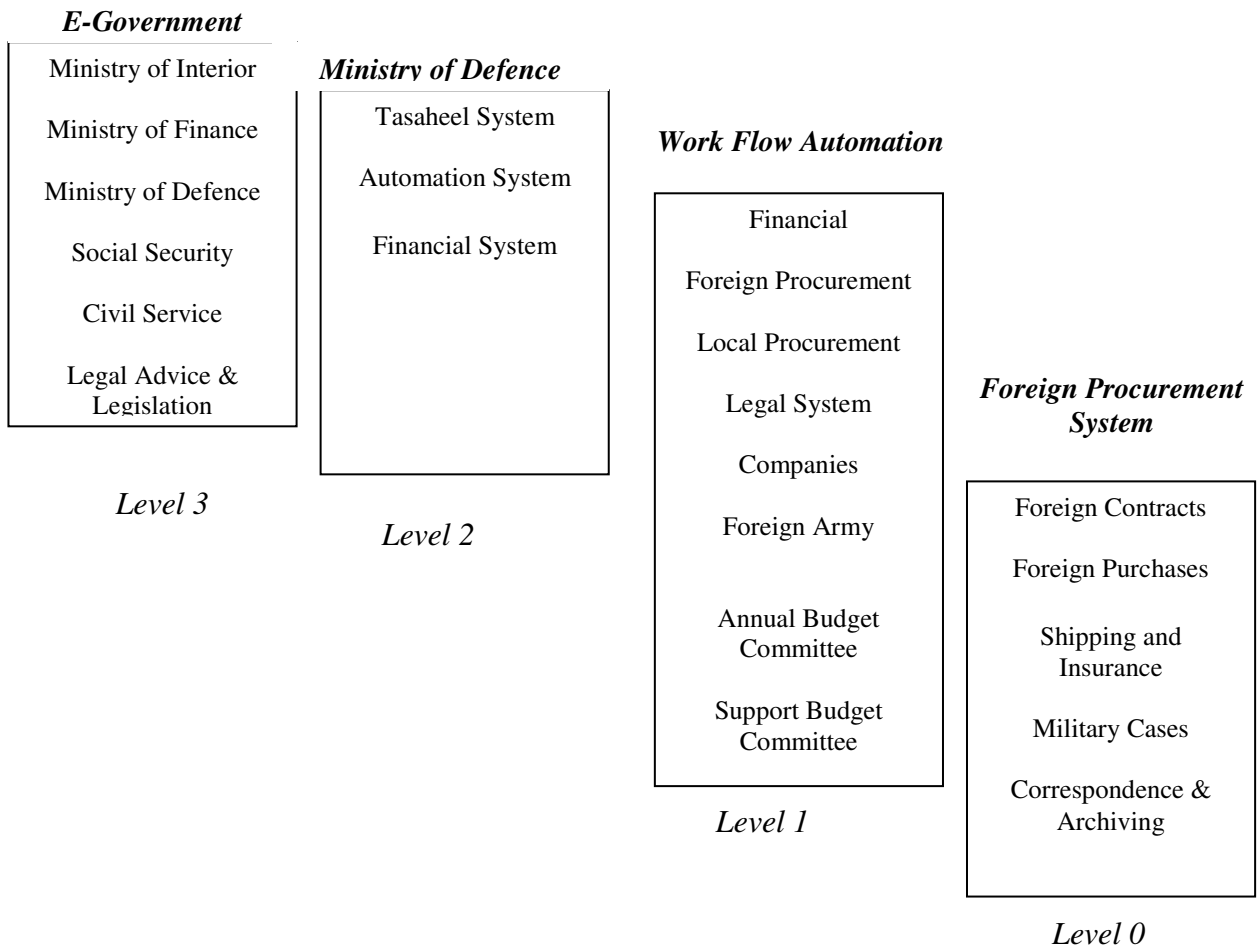 E-Government
Ministry of Interior
Ministry of Finance
Ministry of Defence
Social Security
Civil Service
Legal Advice &
Legislation
Level 3
Ministry of Defence
Tasaheel System
Automation System
Financial System
Level 2
Work Flow Automation
Financial
Foreign Procurement
Local Procurement
Legal System
Companies
Foreign Army
Annual Budget
Committee
Support Budget
Committee
Level 1
Foreign Procurement
System
Foreign Contracts
Foreign Purchases
Shipping and
Insurance
Military Cases
Correspondence &
Archiving
Level 0